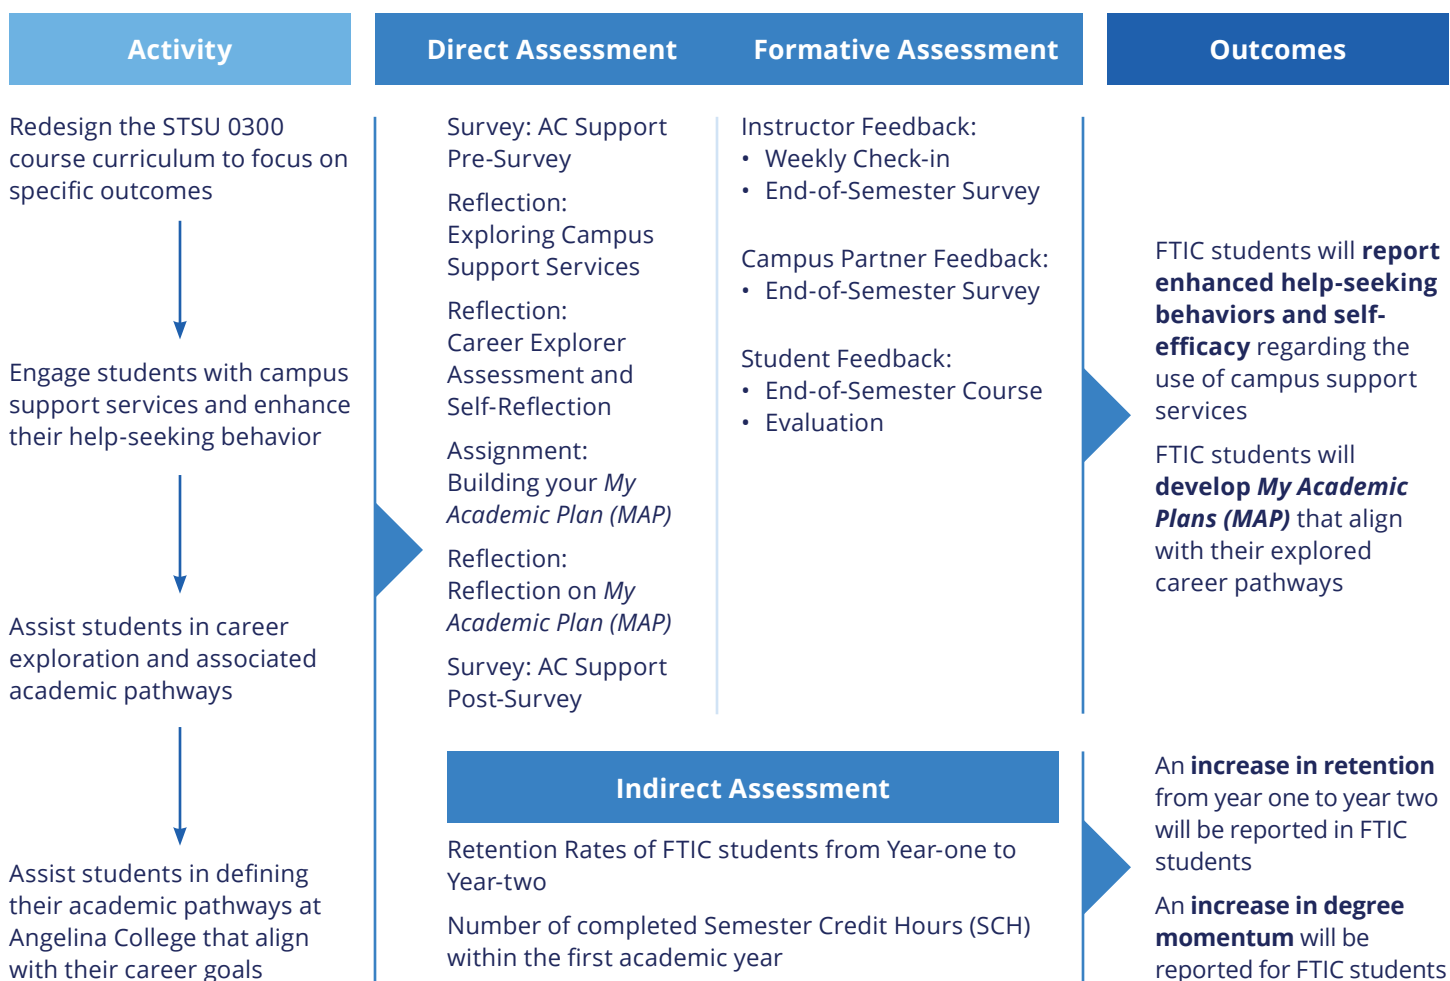 Activity
Redesign the STSU 0300
course curriculum to focus on
specific outcomes
Engage students with campus
support services and enhance
their help-seeking behavior
Assist students in career
exploration and associated
academic pathways
Assist students in defining
their academic pathways at
Angelina College that align
with their career goals
Direct Assessment
Survey: AC Support
Pre-Survey
Reflection:
Exploring Campus
Support Services
Reflection:
Career Explorer
Assessment and
Self-Reflection
Assignment:
Building your My
Academic Plan (MAP)
Reflection:
Reflection on My
Academic Plan (MAP)
Survey: AC Support
Post-Survey
Formative Assessment
Instructor Feedback:
• Weekly Check-in
• End-of-Semester Survey
Campus Partner Feedback:
• End-of-Semester Survey
Student Feedback:
• End-of-Semester Course
• Evaluation
Indirect Assessment
Retention Rates of FTIC students from Year-one to
Year-two
Number of completed Semester Credit Hours (SCH)
within the first academic year
Outcomes
FTIC students will report
enhanced help-seeking
behaviors and self-
efficacy regarding the
use of campus support
services
FTIC students will
develop My Academic
Plans (MAP) that align
with their explored
career pathways
An increase in retention
from year one to year two
will be reported in FTIC
students
An increase in degree
momentum will be
reported for FTIC students